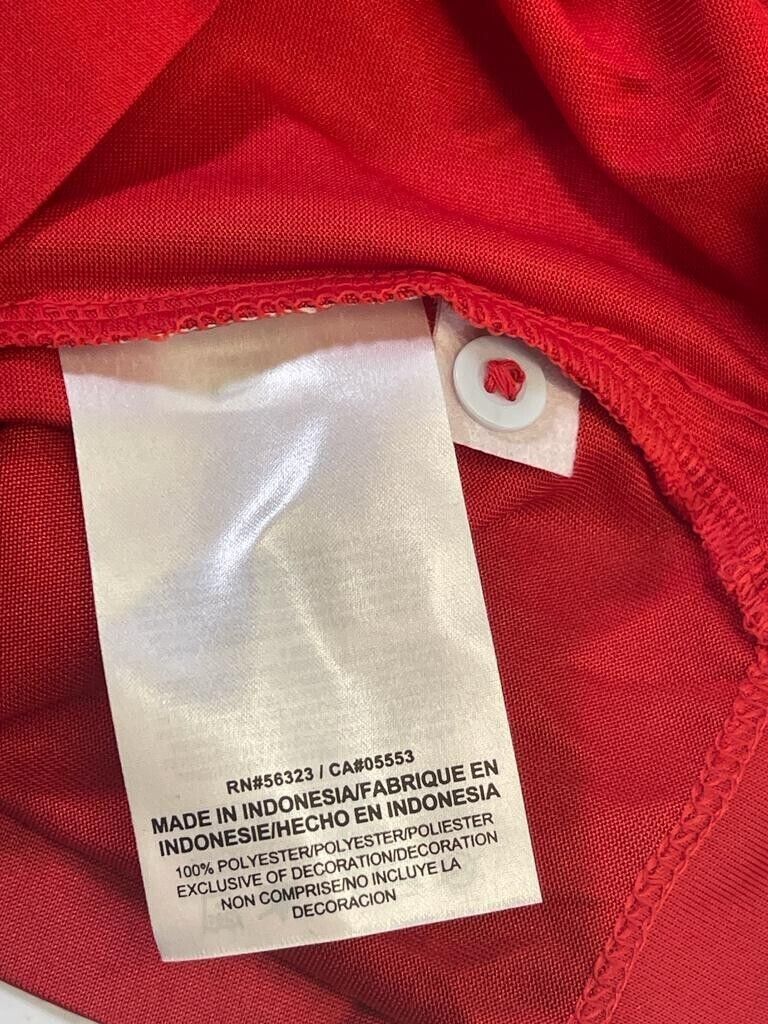 RN#56323 / CA#05553
MADE IN INDONESIA/FABRIQUE EN
INDONESIE/HECHO EN INDONESIA
100% POLYESTER/POLYESTER/POLIESTER
EXCLUSIVE OF DECORATION/DECORATION
NON COMPRISE/NO INCLUYE LA
DECORACION